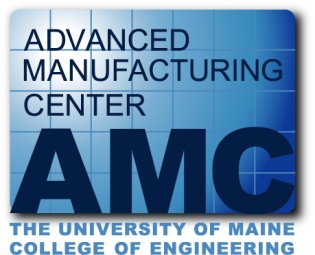 ADVANCED
MANUFACTURING
CENTER
AMC
THE UNIVERSITY OF MAINE
COLLEGE OF ENGINEERING